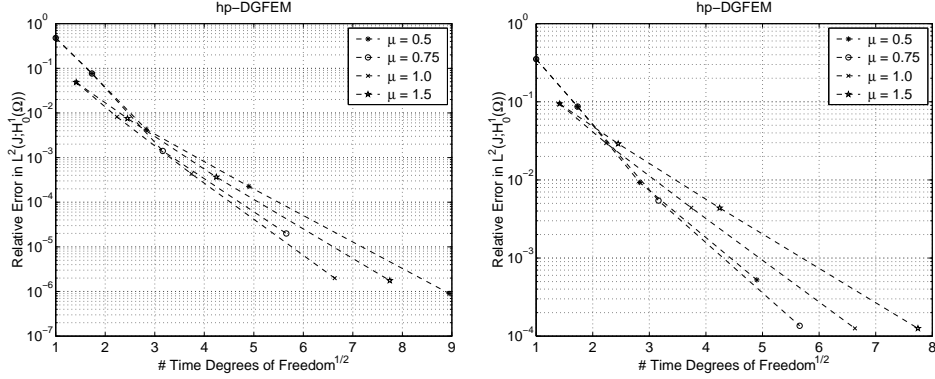 hp−DGFEM
Relative Error in L²(J;H¹₀(Ω))
10⁰
10⁻¹
10⁻²
10⁻³
10⁻⁴
10⁻⁵
10⁻⁶
10⁻⁷
μ = 0.5
μ = 0.75
μ = 1.0
μ = 1.5
1 2 3 4 5 6 7 8 9
# Time Degrees of Freedom^1/2
hp−DGFEM
Relative Error in L²(J;H¹₀(Ω))
10⁰
10⁻¹
10⁻²
10⁻³
10⁻⁴
μ = 0.5
μ = 0.75
μ = 1.0
μ = 1.5
1 2 3 4 5 6 7 8
# Time Degrees of Freedom^1/2